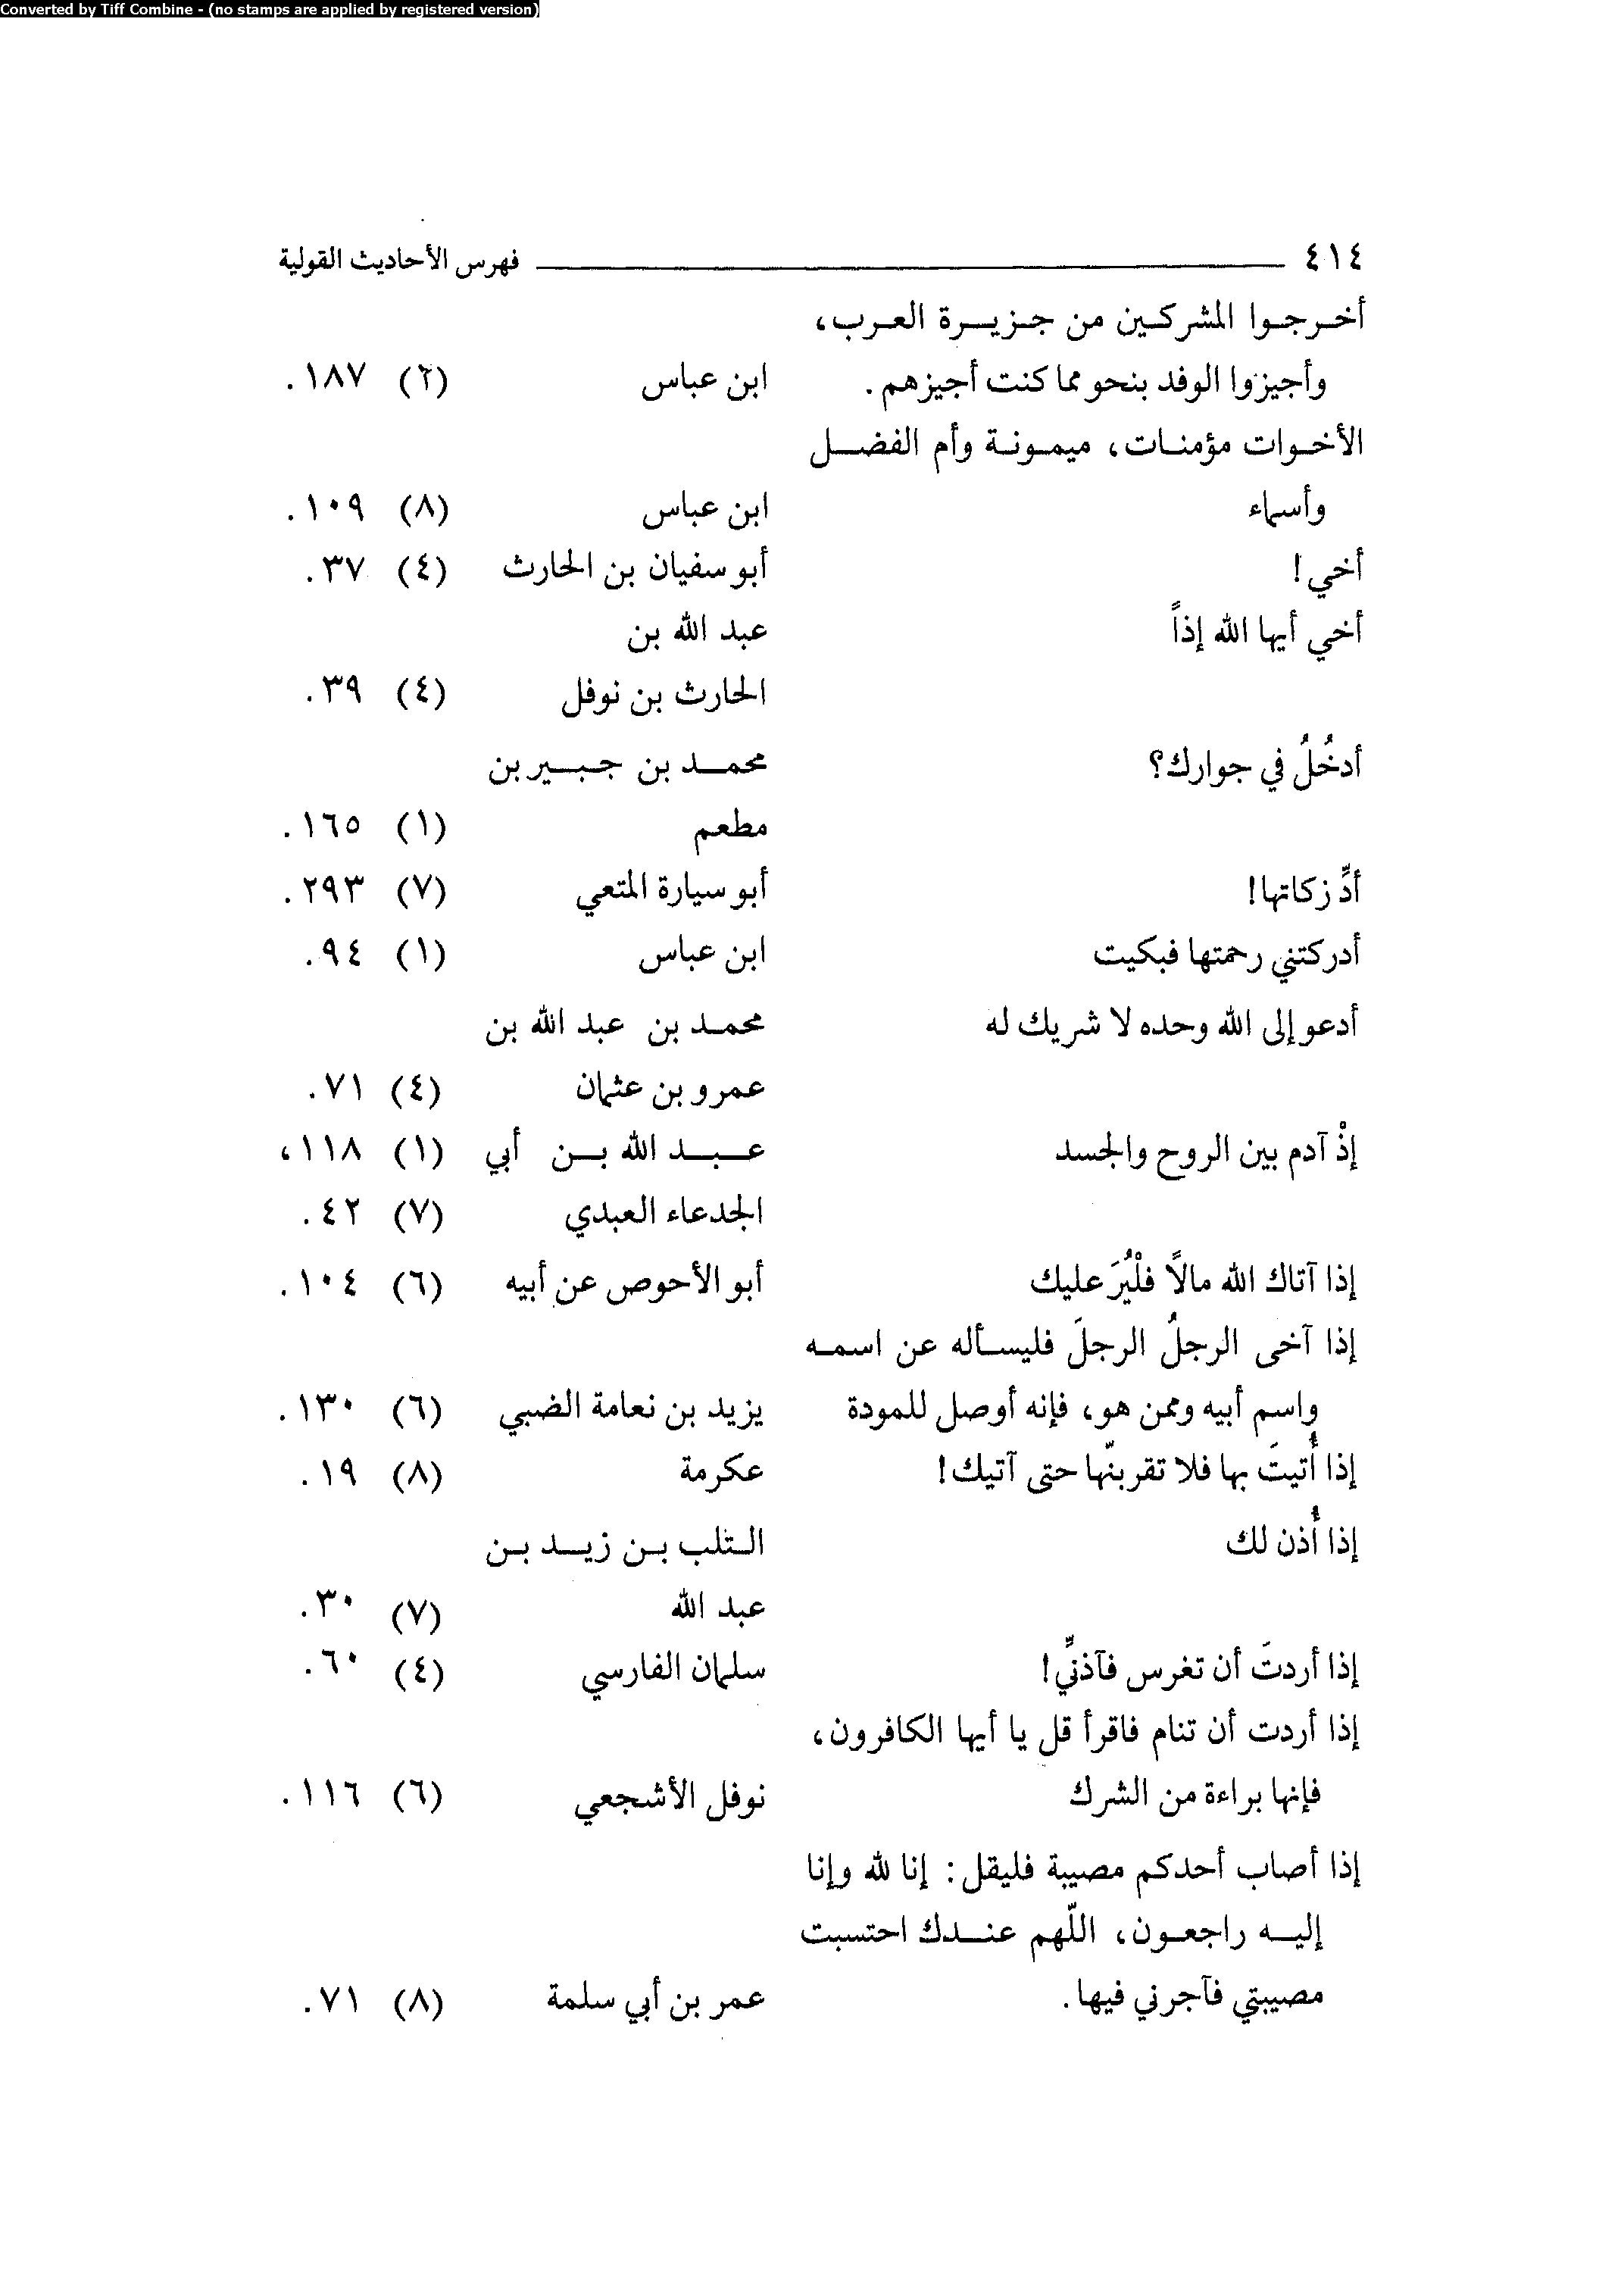 Converted by Tiff Combine - (no stamps are applied by registered version)
٤١٤ فهرس الأحاديث القولية
أخرجوا المشركين من جزيرة العرب،
وأجيزوا الوفد بنحو مما كنت أجيزهم. ابن عباس (٢) ١٨٧.
الأخوات مؤمنات، ميمونة وأم الفضل
وأسماء ابن عباس (٨) ١٠٩.
أخي! أبو سفيان بن الحارث (٤) ٣٧.
أخي أيها الله إذاً عبد الله بن
الحارث بن نوفل (٤) ٣٩.
أدخُلُ في جوارك؟ محمد بن جبير بن
مطعم (١) ١٦٥.
أدِّ زكاتها! أبو سيارة المتعي (٧) ٢٩٣.
أدركتني رحمتها فبكيت ابن عباس (١) ٩٤.
أدعو إلى الله وحده لا شريك له محمد بن عبد الله بن
عمرو بن عثمان (٤) ٧١.
إذْ آدم بين الروح والجسد عبد الله بن أبي (١) ١١٨،
الجدعاء العبدي (٧) ٤٢.
إذا آتاك الله مالاً فلْيُرَ عليك أبو الأحوص عن أبيه (٦) ١٠٤.
إذا آخى الرجلُ الرجلَ فليسأله عن اسمه
واسم أبيه وممن هو، فإنه أوصل للمودة يزيد بن نعامة الضبي (٦) ١٣٠.
إذا أُتيتَ بها فلا تقربنّها حتى آتيك! عكرمة (٨) ١٩.
إذا أُذن لك التلب بن زيد بن
عبد الله (٧) ٣٠.
إذا أردتَ أن تغرس فآذنِّي! سلمان الفارسي (٤) ٦٠.
إذا أردت أن تنام فاقرأ قل يا أيها الكافرون،
فإنها براءة من الشرك نوفل الأشجعي (٦) ١١٦.
إذا أصاب أحدكم مصيبة فليقل: إنا لله وإنا
إليه راجعون، اللّهم عندك احتسبت
مصيبتي فآجرني فيها. عمر بن أبي سلمة (٨) ٧١.